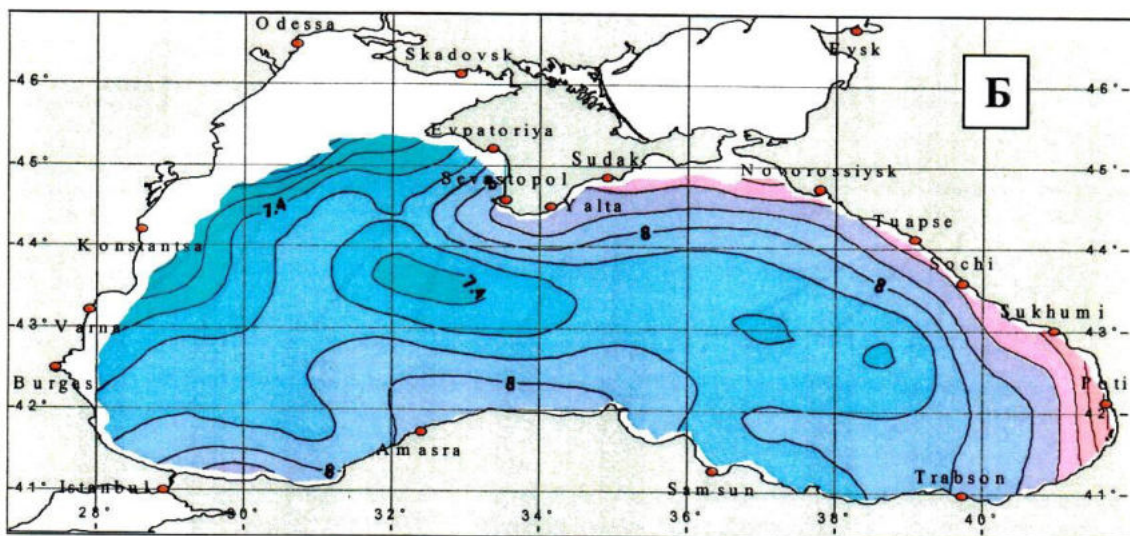 Odessa
Skadovsk
Eysk
46°
46°
Б
Evpatoriya
45°
Sudak
45°
Sevastopol
Novorossiysk
8
Yalta
7.4
Tuapse
44°
Konstantsa
8
44°
Sochi
7.4
8
43°
Varna
Sukhumi
43°
Burges
8
Poti
42°
42°
Amasra
8
Istanbul
Samsun
Trabson
41°
41°
28°
30°
32°
34°
36°
38°
40°